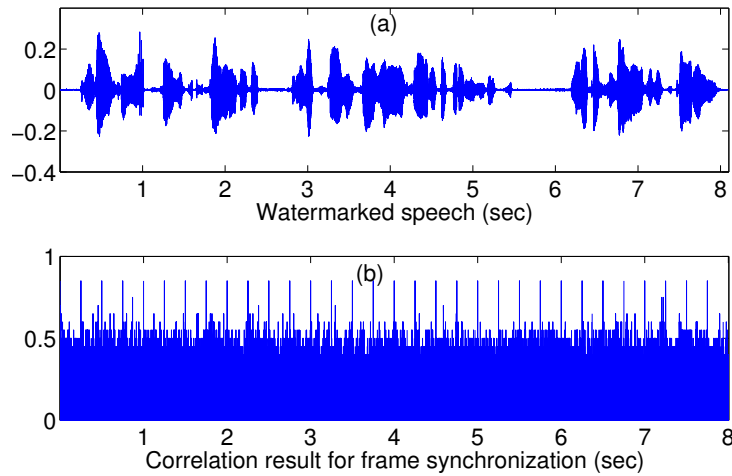 (a)
0.2
0
−0.2
−0.4
1 2 3 4 5 6 7 8
Watermarked speech (sec)
(b)
1
0.5
0
1 2 3 4 5 6 7 8
Correlation result for frame synchronization (sec)